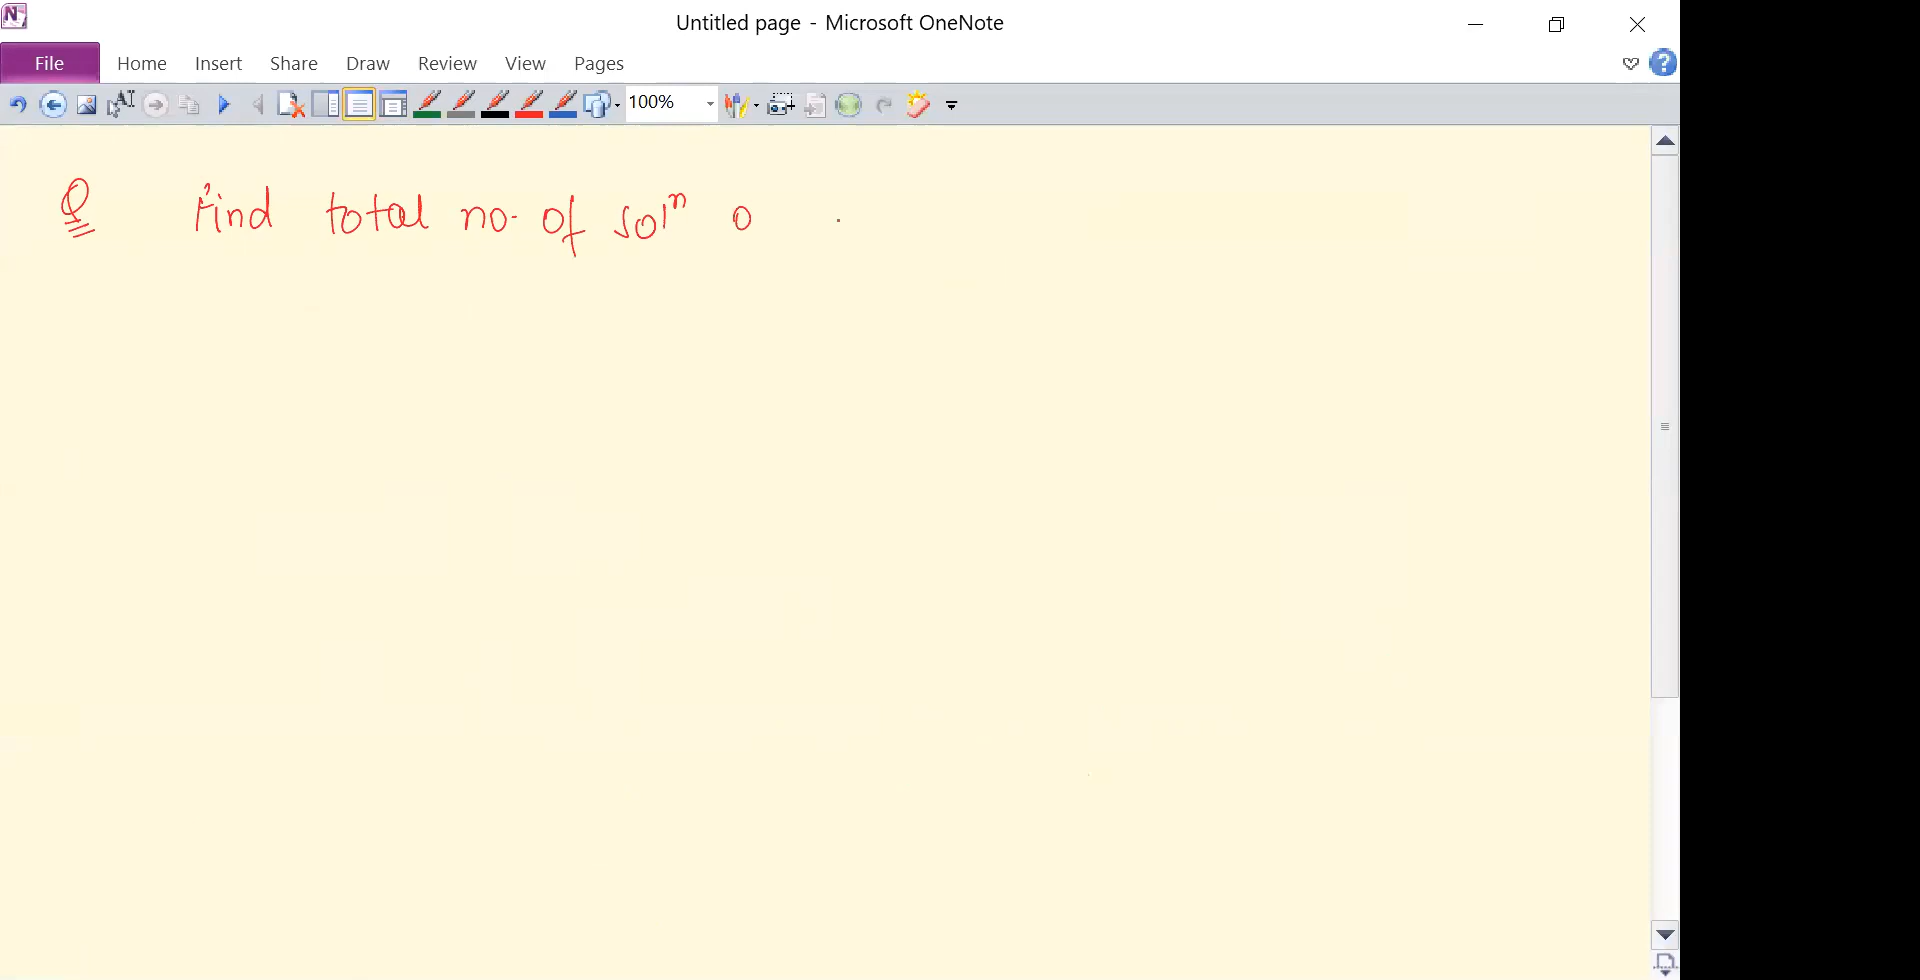 Untitled page - Microsoft OneNote
File Home Insert Share Draw Review View Pages
100%
Q Find total no. of solⁿ o